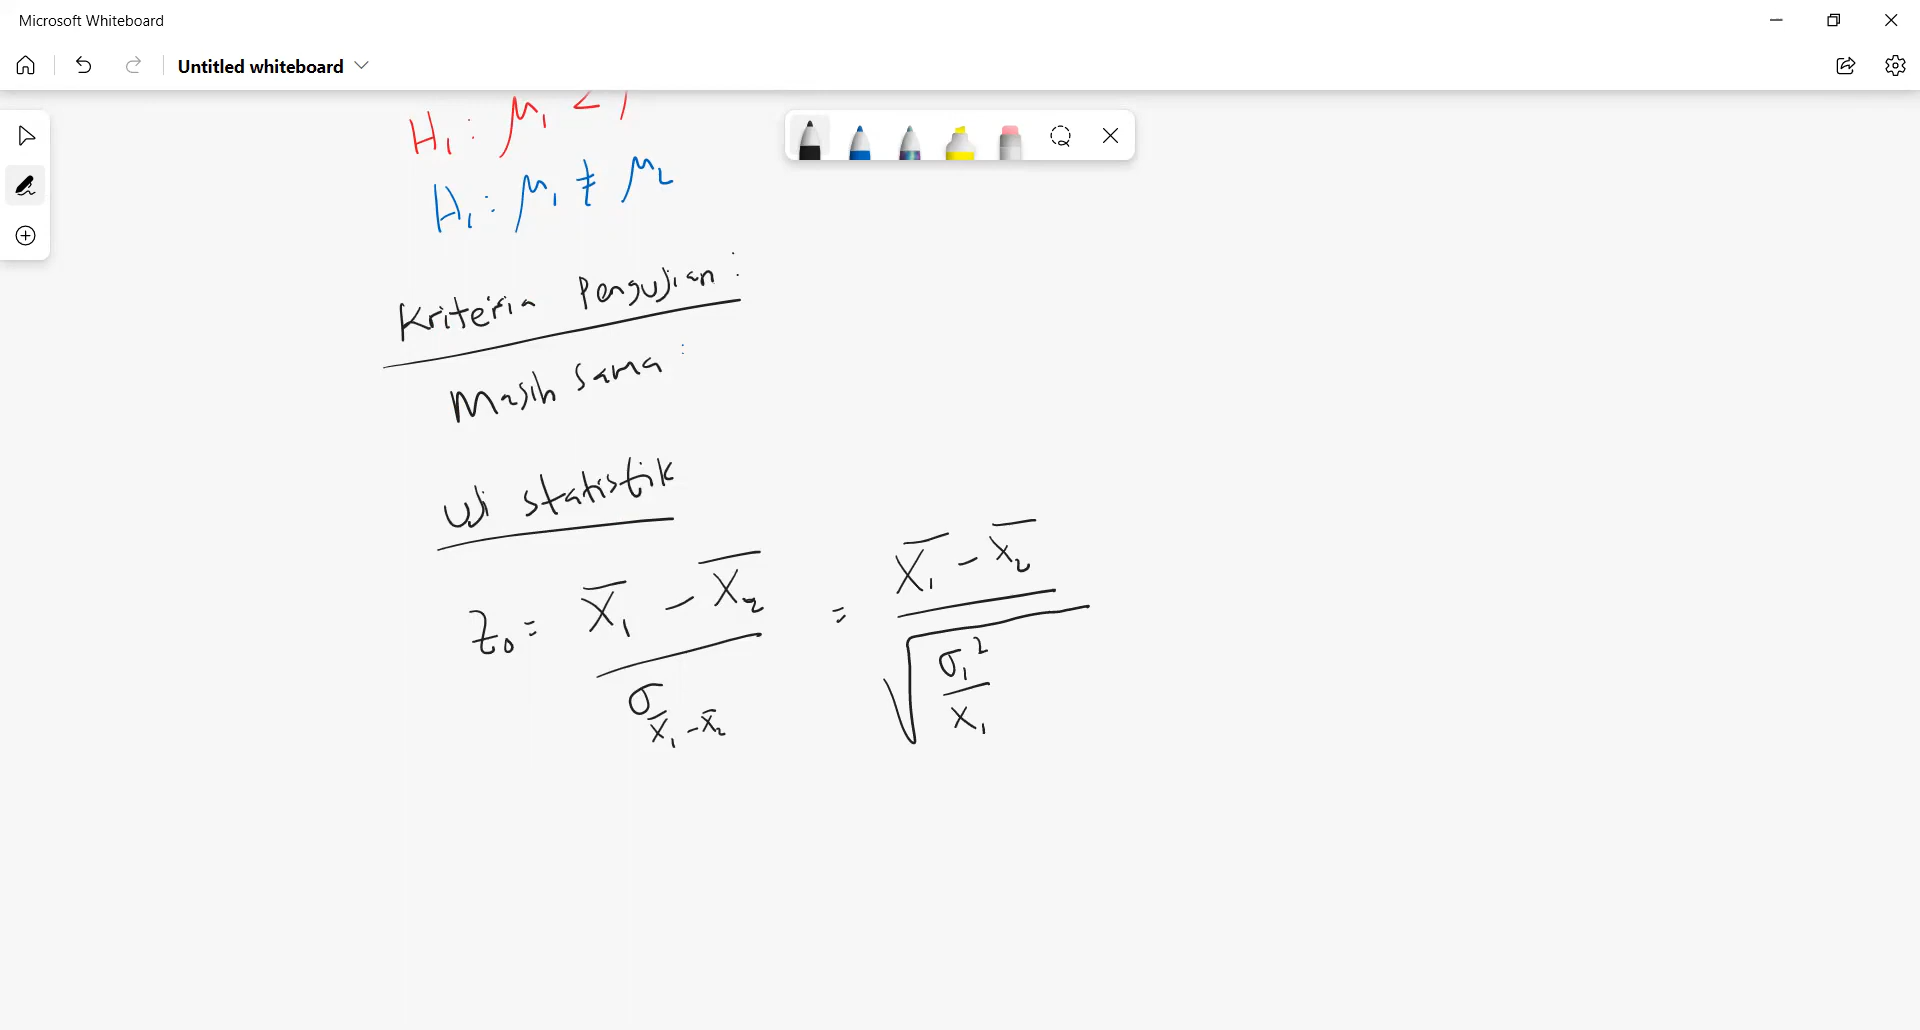 Microsoft Whiteboard
Untitled whiteboard
H₁ : μ₁ <
H₁ : μ₁ ≠ μ₂
Kriteria Pengujian :
Masih sama :
Uji statistik
Z₀ = (X̄₁ − X̄₂) / σ_(X̄₁ − X̄₂) = (X̄₁ − X̄₂) / √(σ₁² / x₁)